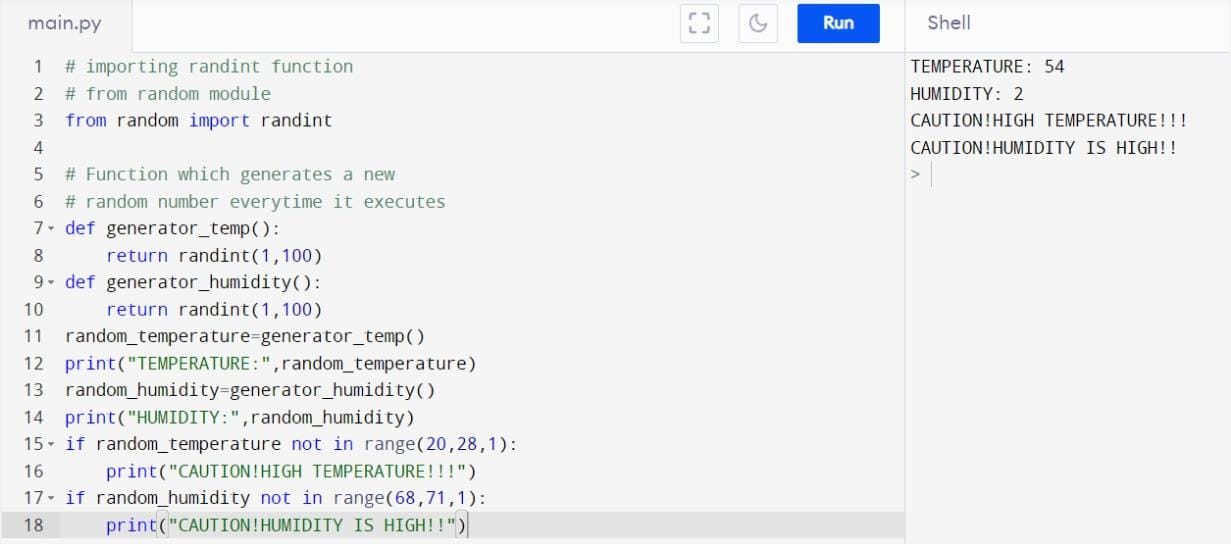 main.py
Run
Shell
1 # importing randint function
2 # from random module
3 from random import randint
4
5 # Function which generates a new
6 # random number everytime it executes
7 def generator_temp():
8     return randint(1,100)
9 def generator_humidity():
10     return randint(1,100)
11 random_temperature=generator_temp()
12 print("TEMPERATURE:",random_temperature)
13 random_humidity=generator_humidity()
14 print("HUMIDITY:",random_humidity)
15 if random_temperature not in range(20,28,1):
16     print("CAUTION!HIGH TEMPERATURE!!!")
17 if random_humidity not in range(68,71,1):
18     print("CAUTION!HUMIDITY IS HIGH!!")
TEMPERATURE: 54
HUMIDITY: 2
CAUTION!HIGH TEMPERATURE!!!
CAUTION!HUMIDITY IS HIGH!!
>